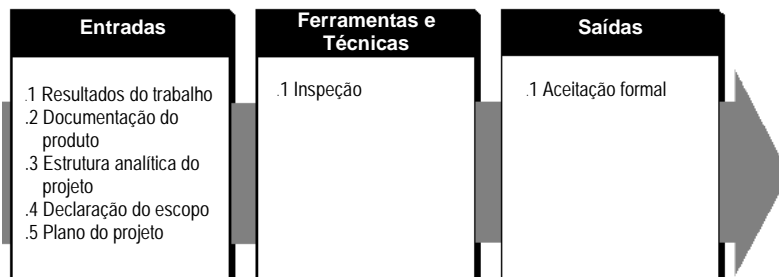 Entradas
.1 Resultados do trabalho
.2 Documentação do
produto
.3 Estrutura analítica do
projeto
.4 Declaração do escopo
.5 Plano do projeto
Ferramentas e
Técnicas
.1 Inspeção
Saídas
.1 Aceitação formal